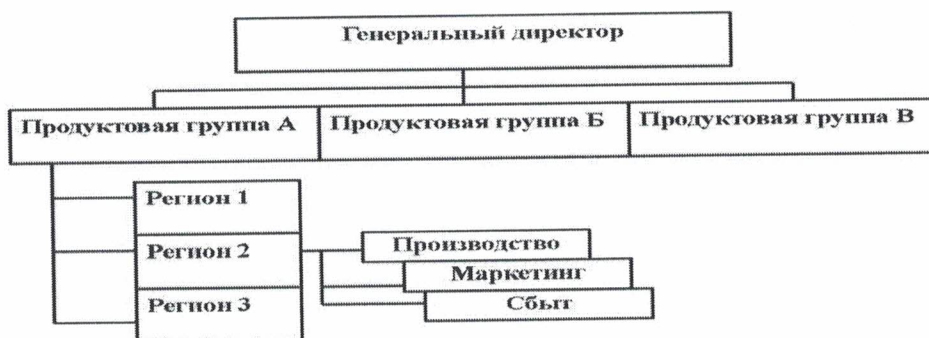 Генеральный директор
Продуктовая группа А
Продуктовая группа Б
Продуктовая группа В
Регион 1
Регион 2
Регион 3
Производство
Маркетинг
Сбыт